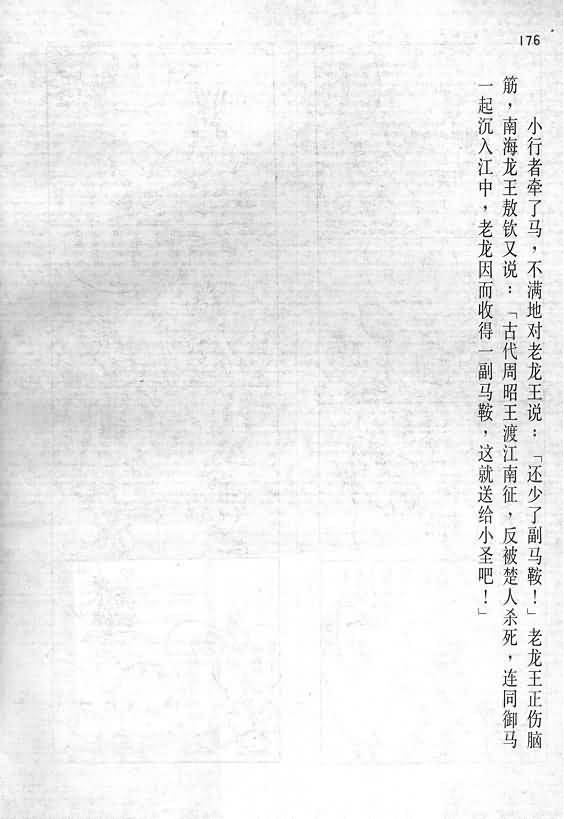 176
小行者牵了马，不满地对老龙王说：「还少了副马鞍！」老龙王正伤脑
筋，南海龙王敖钦又说：「古代周昭王渡江南征，反被楚人杀死，连同御马
一起沉入江中，老龙因而收得一副马鞍，这就送给小圣吧！」